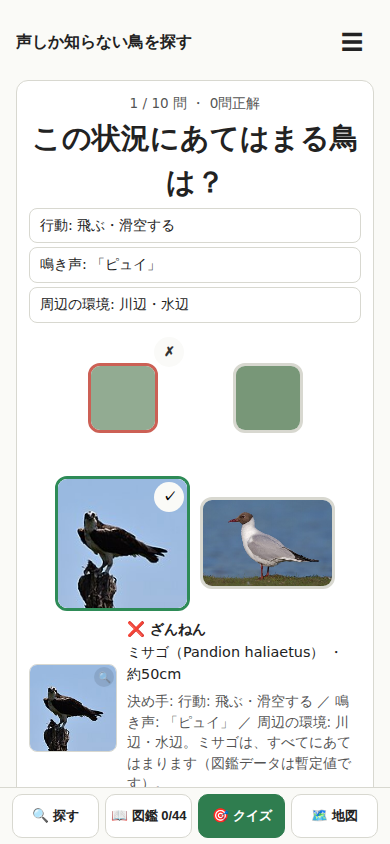 声しか知らない鳥を探す
☰
1 / 10 問 ・ 0問正解
この状況にあてはまる鳥
は？
行動: 飛ぶ・滑空する
鳴き声: 「ピュイ」
周辺の環境: 川辺・水辺
✗
✓
❌ ざんねん
ミサゴ（Pandion haliaetus） ・
約50cm
決め手: 行動: 飛ぶ・滑空する ／ 鳴
き声: 「ピュイ」 ／ 周辺の環境: 川
辺・水辺。ミサゴは、すべてにあて
はまります（図鑑データは暫定値で
す）。
🔍 探す
📖 図鑑 0/44
🎯 クイズ
🗺️ 地図